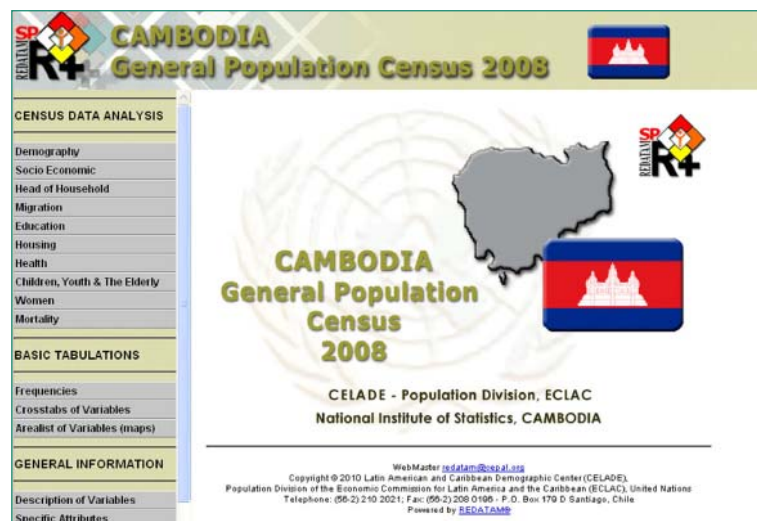 REDATAM
SP
R+
CAMBODIA
General Population Census 2008
CENSUS DATA ANALYSIS
Demography
Socio Economic
Head of Household
Migration
Education
Housing
Health
Children, Youth & The Elderly
Women
Mortality
BASIC TABULATIONS
Frequencies
Crosstabs of Variables
Arealist of Variables (maps)
GENERAL INFORMATION
Description of Variables
Specific Attributes
REDATAM
SP
R+
CAMBODIA
General Population
Census
2008
CELADE - Population Division, ECLAC
National Institute of Statistics, CAMBODIA
WebMaster redatam@cepal.org
Copyright © 2010 Latin American and Caribbean Demographic Center (CELADE),
Population Division of the Economic Commission for Latin America and the Caribbean (ECLAC), United Nations
Telephone: (56-2) 210 2021; Fax: (56-2) 208 0196 - P.O. Box 179 D Santiago, Chile
Powered by REDATAM®